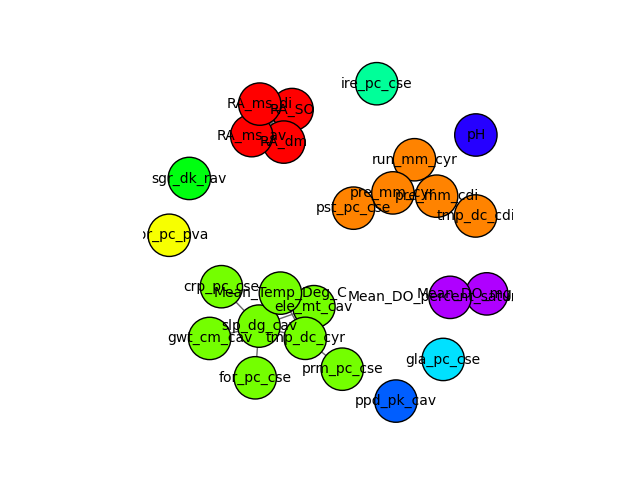 ire_pc_cse
RA_ms_di
RA_SO
RA_ms_av
RA_dm
pH
run_mm_cyr
sgr_dk_rav
pre_mm_cyr
pre_mm_cdi
pst_pc_cse
tmp_dc_cdi
or_pc_pva
crp_pc_cse
Mean_Temp_Deg_C
ele_mt_cav
Mean_DO_mg
Mean_DO_percent_satur
slp_dg_cav
gwt_cm_cav
tmp_dc_cyr
for_pc_cse
prm_pc_cse
gla_pc_cse
ppd_pk_cav